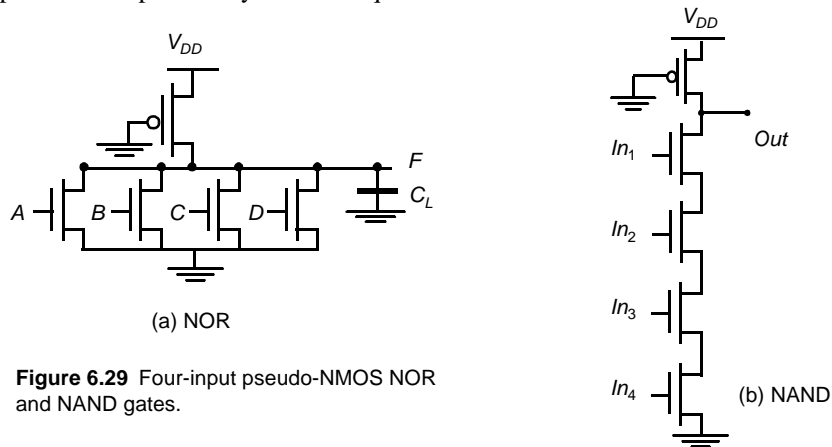 V_DD
A
B
C
D
F
C_L
(a) NOR
Figure 6.29 Four-input pseudo-NMOS NOR
and NAND gates.
V_DD
Out
In_1
In_2
In_3
In_4
(b) NAND